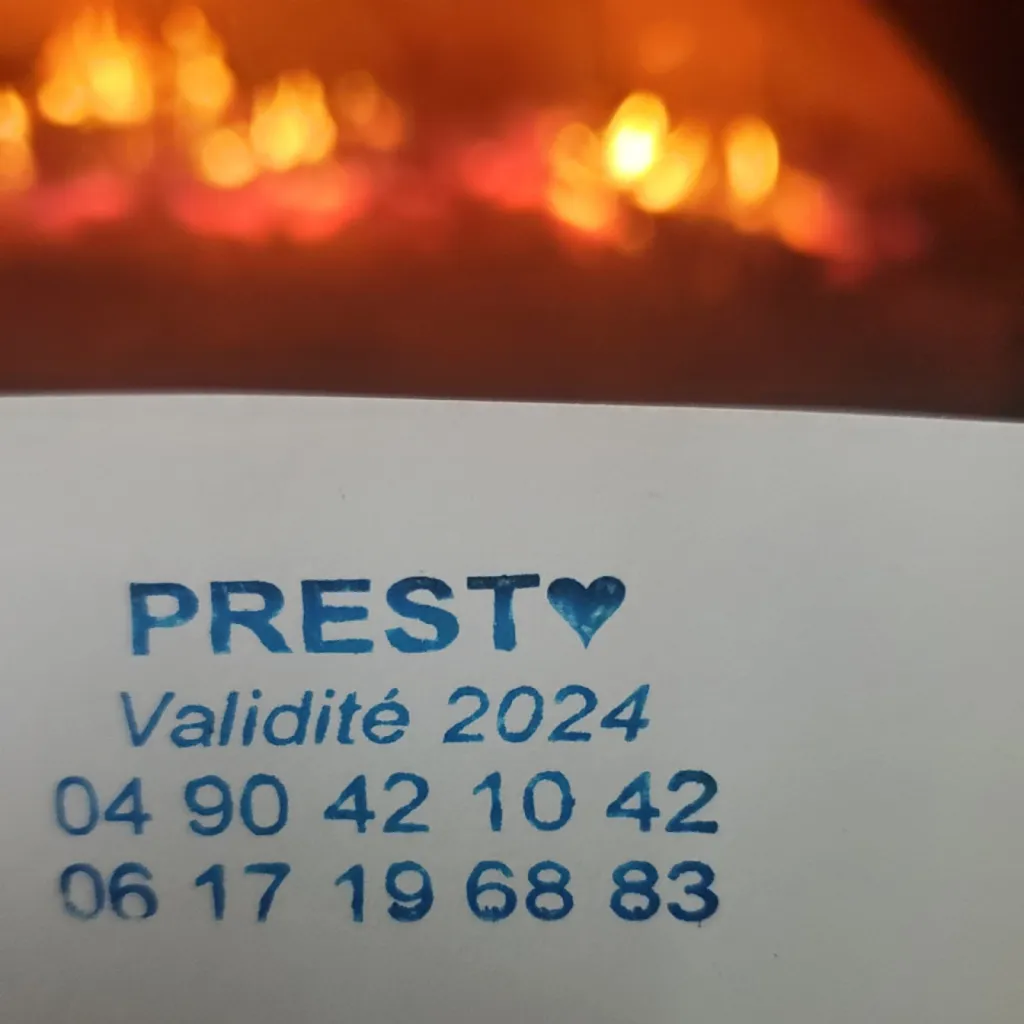 PREST♥
Validité 2024
04 90 42 10 42
06 17 19 68 83